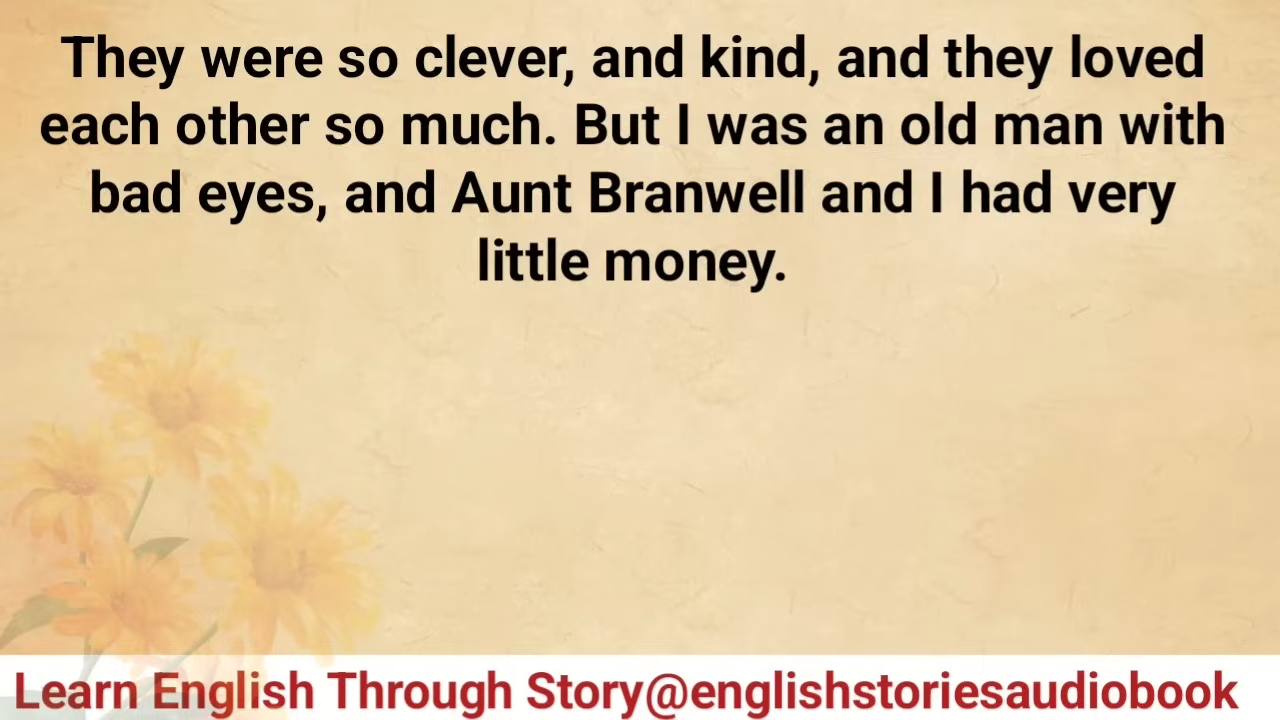 They were so clever, and kind, and they loved
each other so much. But I was an old man with
bad eyes, and Aunt Branwell and I had very
little money.
Learn English Through Story@englishstoriesaudiobook